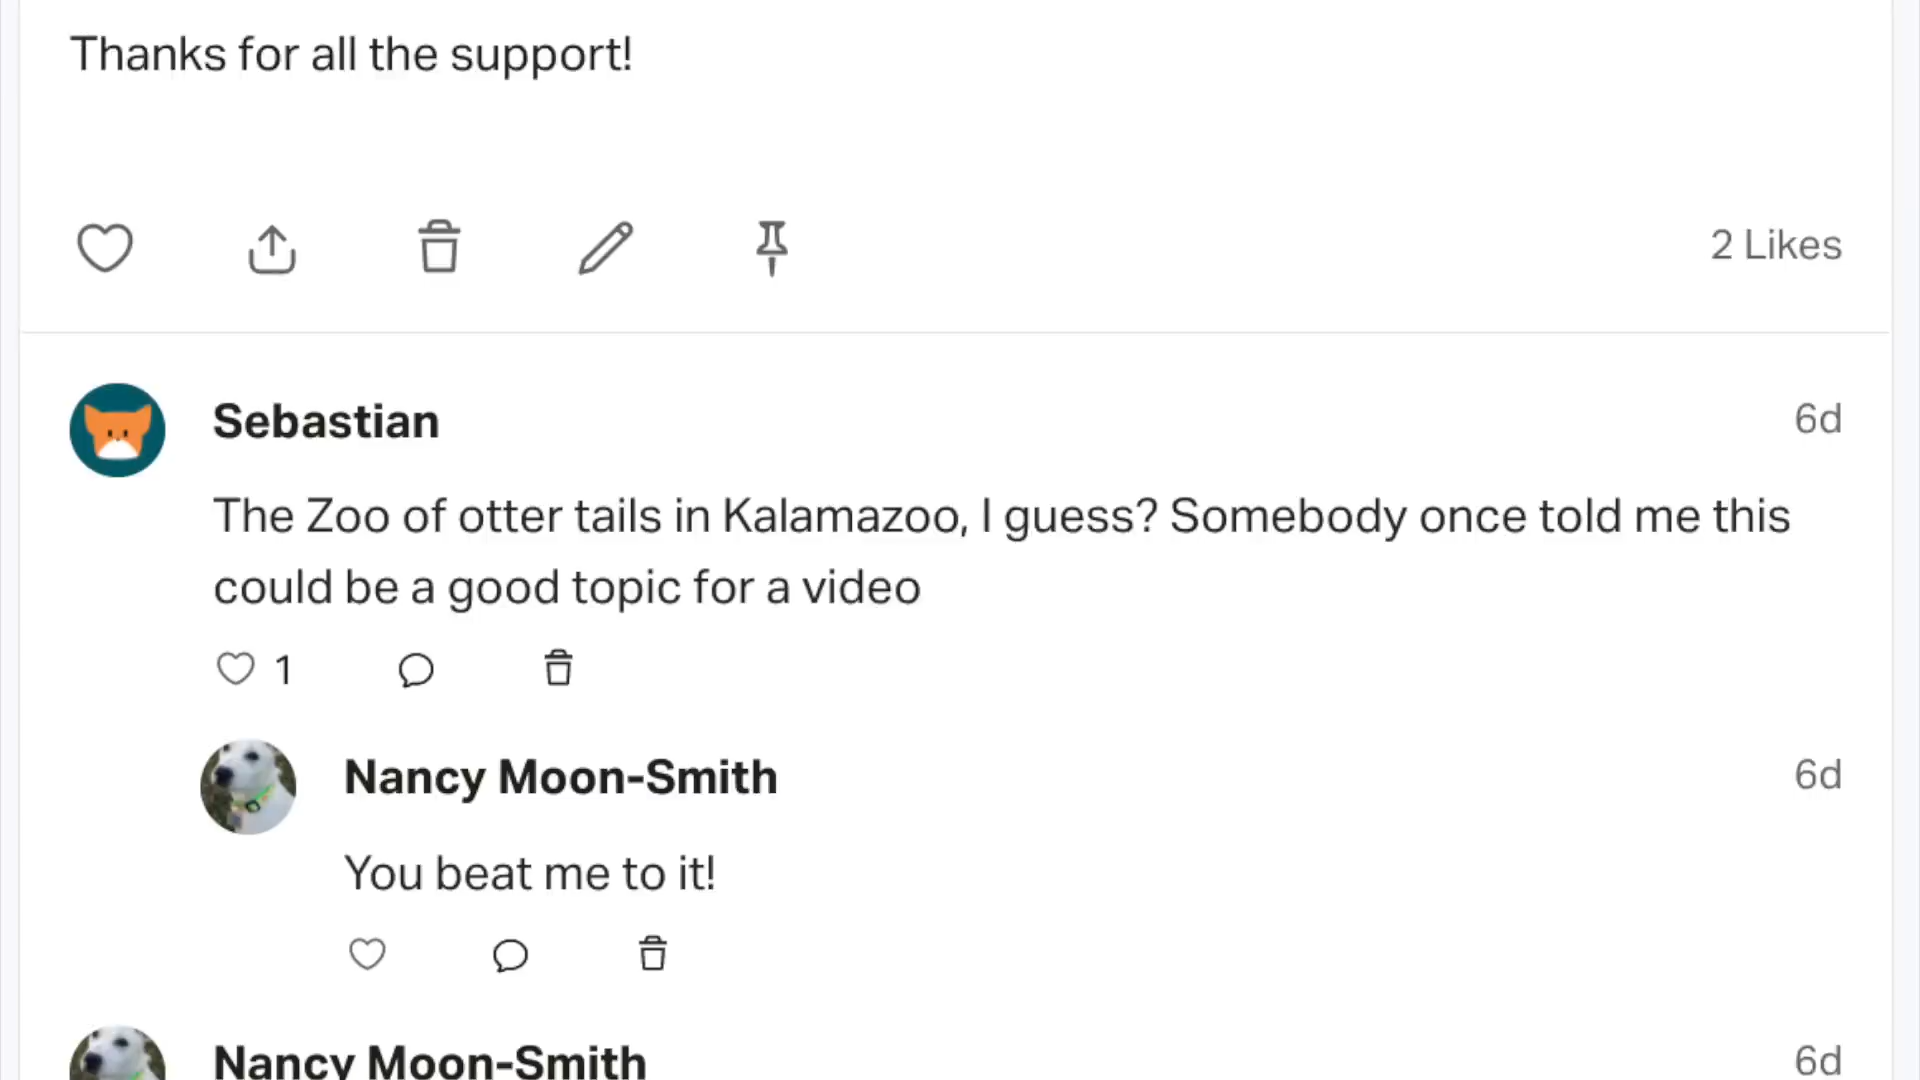 Thanks for all the support!
2 Likes
Sebastian
6d
The Zoo of otter tails in Kalamazoo, I guess? Somebody once told me this
could be a good topic for a video
1
Nancy Moon-Smith
6d
You beat me to it!
Nancy Moon-Smith
6d